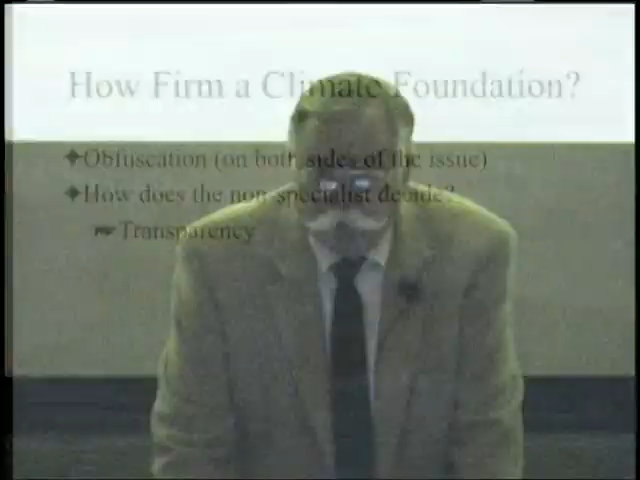 How Firm a Climate Foundation?
Obfuscation (on both sides of the issue)
How does the non-specialist decide?
Transparency